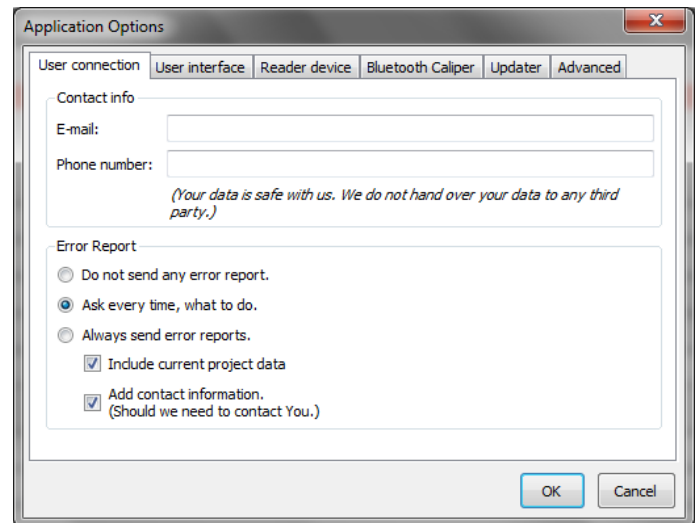 Application Options
User connection User interface Reader device Bluetooth Caliper Updater Advanced
Contact info
E-mail:
Phone number:
(Your data is safe with us. We do not hand over your data to any third
party.)
Error Report
Do not send any error report.
Ask every time, what to do.
Always send error reports.
Include current project data
Add contact information.
(Should we need to contact You.)
OK Cancel